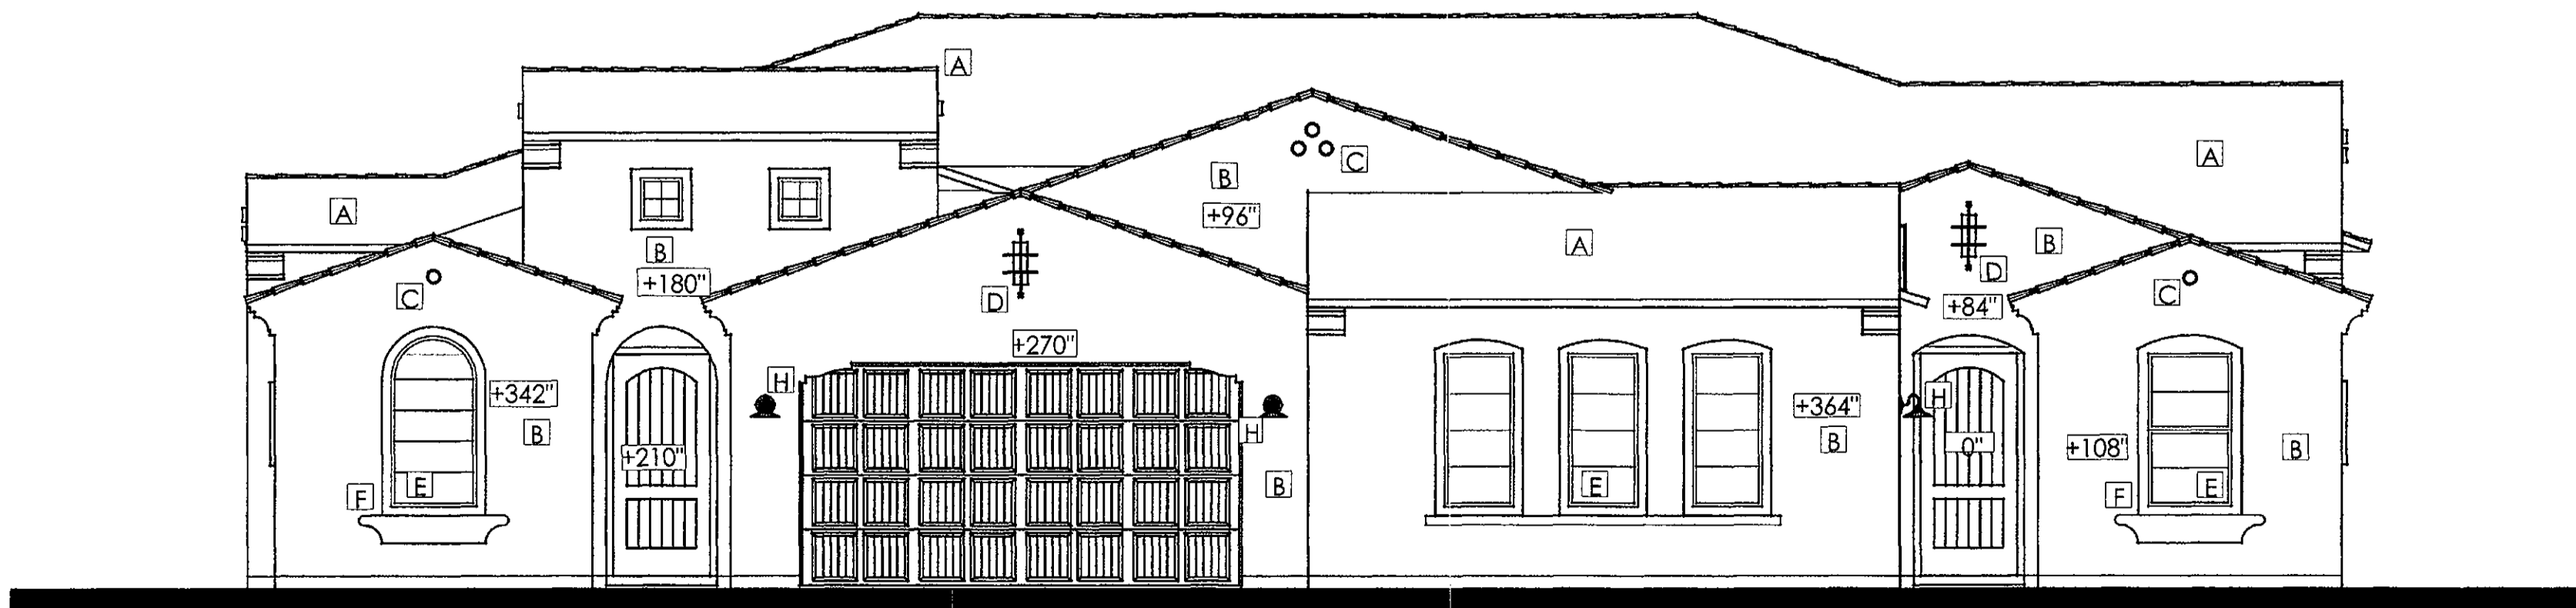 A
B
C
A
A
B
+96"
B
+180"
A
B
D
+84"
C
D
C
+270"
H
+342"
B
+364"
B
H
H
+210"
0"
+108"
B
B
F
E
E
F
E